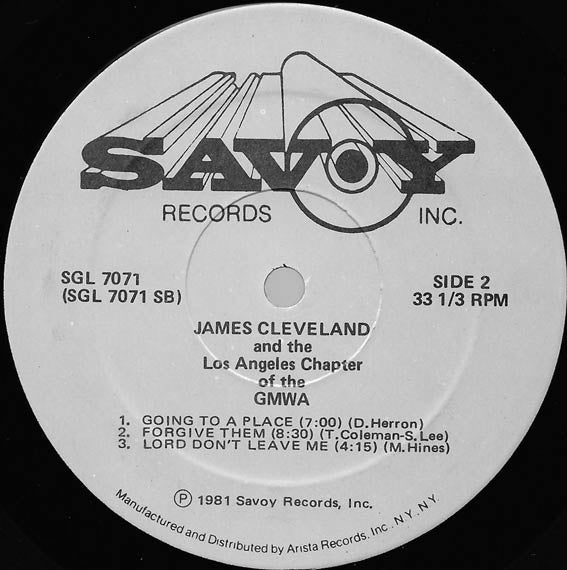 SAVOY
RECORDS INC.
SGL 7071
(SGL 7071 SB)
SIDE 2
33 1/3 RPM
JAMES CLEVELAND
and the
Los Angeles Chapter
of the
GMWA
1. GOING TO A PLACE (7:00) (D.Herron)
2. FORGIVE THEM (8:30) (T.Coleman-S.Lee)
3. LORD DON'T LEAVE ME (4:15) (M.Hines)
Ⓟ 1981 Savoy Records, Inc.
Manufactured and Distributed by Arista Records. Inc. N.Y. N.Y.